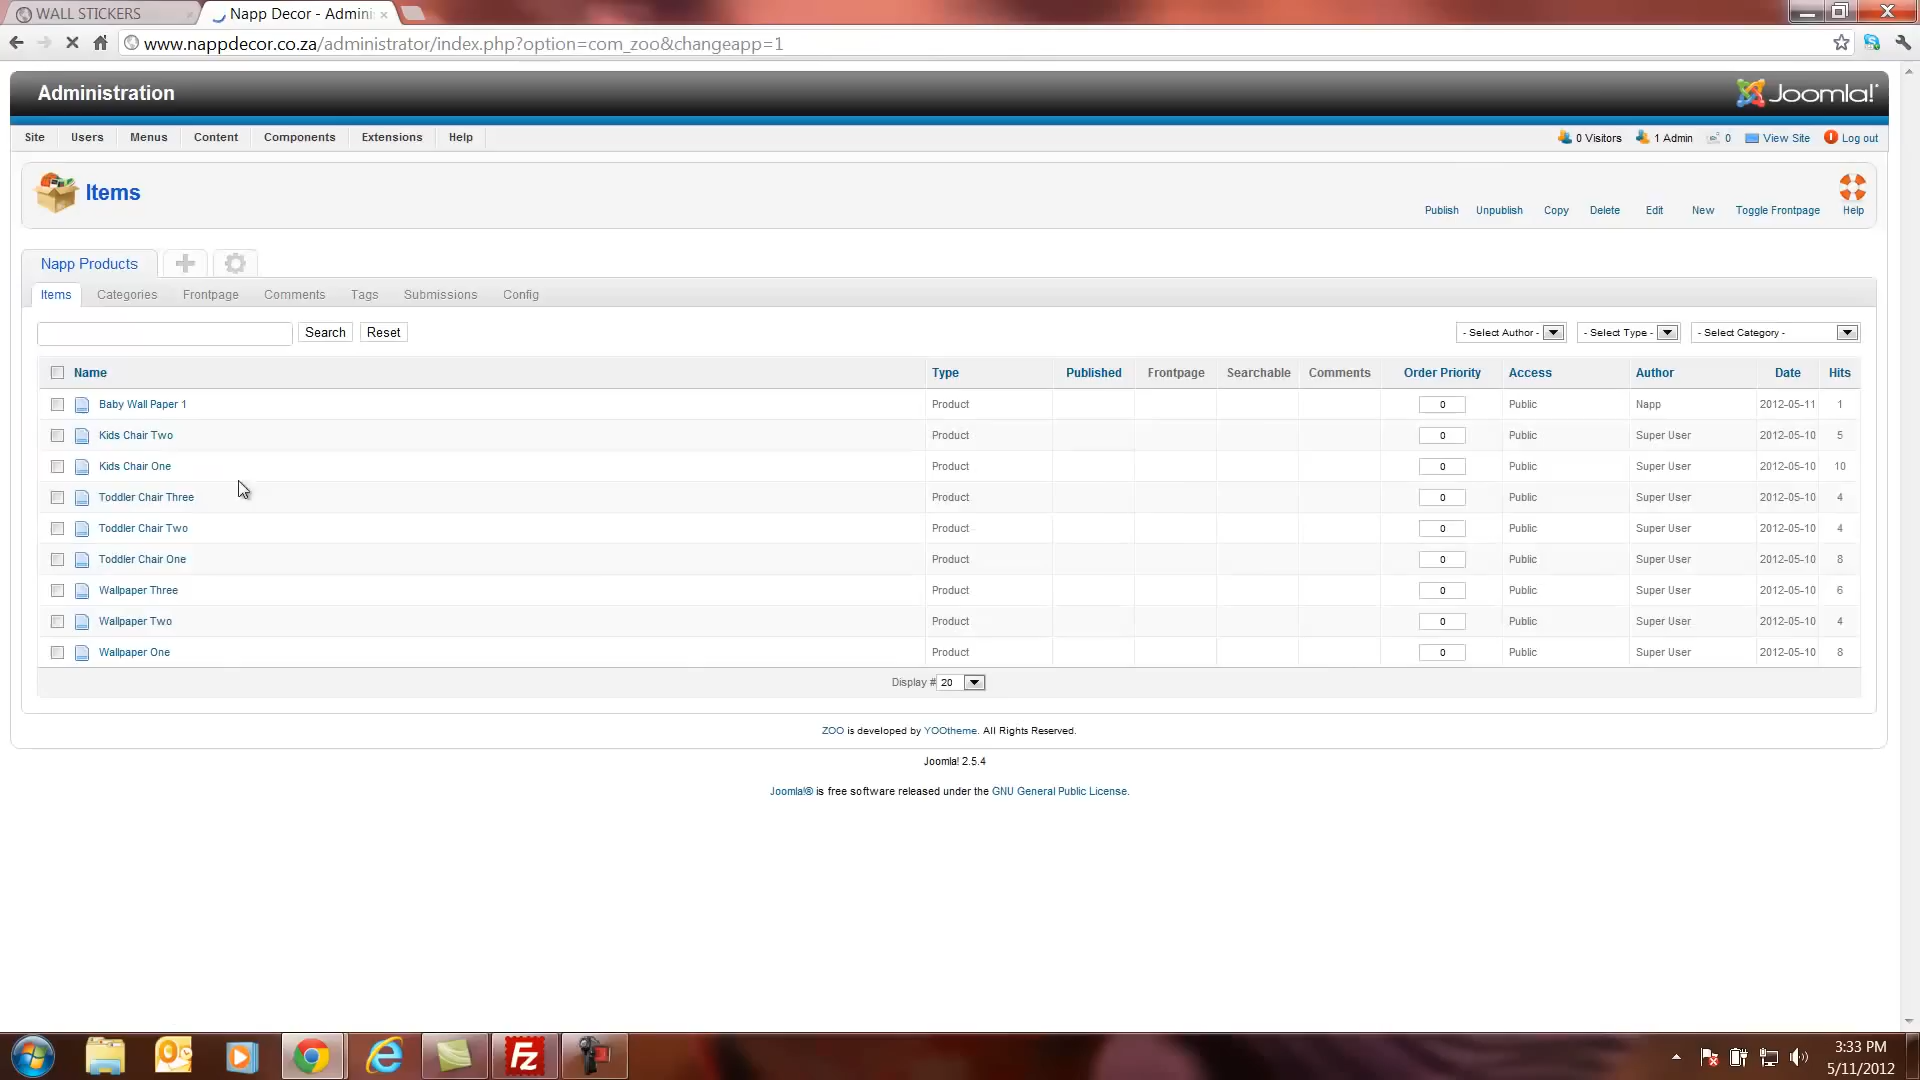 WALL STICKERS
Napp Decor - Admini
www.nappdecor.co.za/administrator/index.php?option=com_zoo&changeapp=1
Administration
Joomla!
Site Users Menus Content Components Extensions Help
0 Visitors 1 Admin 0 View Site Log out
Items
Publish Unpublish Copy Delete Edit New Toggle Frontpage Help
Napp Products
Items Categories Frontpage Comments Tags Submissions Config
Search Reset - Select Author - - Select Type - - Select Category -
Name Type Published Frontpage Searchable Comments Order Priority Access Author Date Hits
Baby Wall Paper 1 Product 0 Public Napp 2012-05-11 1
Kids Chair Two Product 0 Public Super User 2012-05-10 5
Kids Chair One Product 0 Public Super User 2012-05-10 10
Toddler Chair Three Product 0 Public Super User 2012-05-10 4
Toddler Chair Two Product 0 Public Super User 2012-05-10 4
Toddler Chair One Product 0 Public Super User 2012-05-10 8
Wallpaper Three Product 0 Public Super User 2012-05-10 6
Wallpaper Two Product 0 Public Super User 2012-05-10 4
Wallpaper One Product 0 Public Super User 2012-05-10 8
Display # 20
ZOO is developed by YOOtheme. All Rights Reserved.
Joomla! 2.5.4
Joomla!® is free software released under the GNU General Public License.
Fz
3:33 PM
5/11/2012